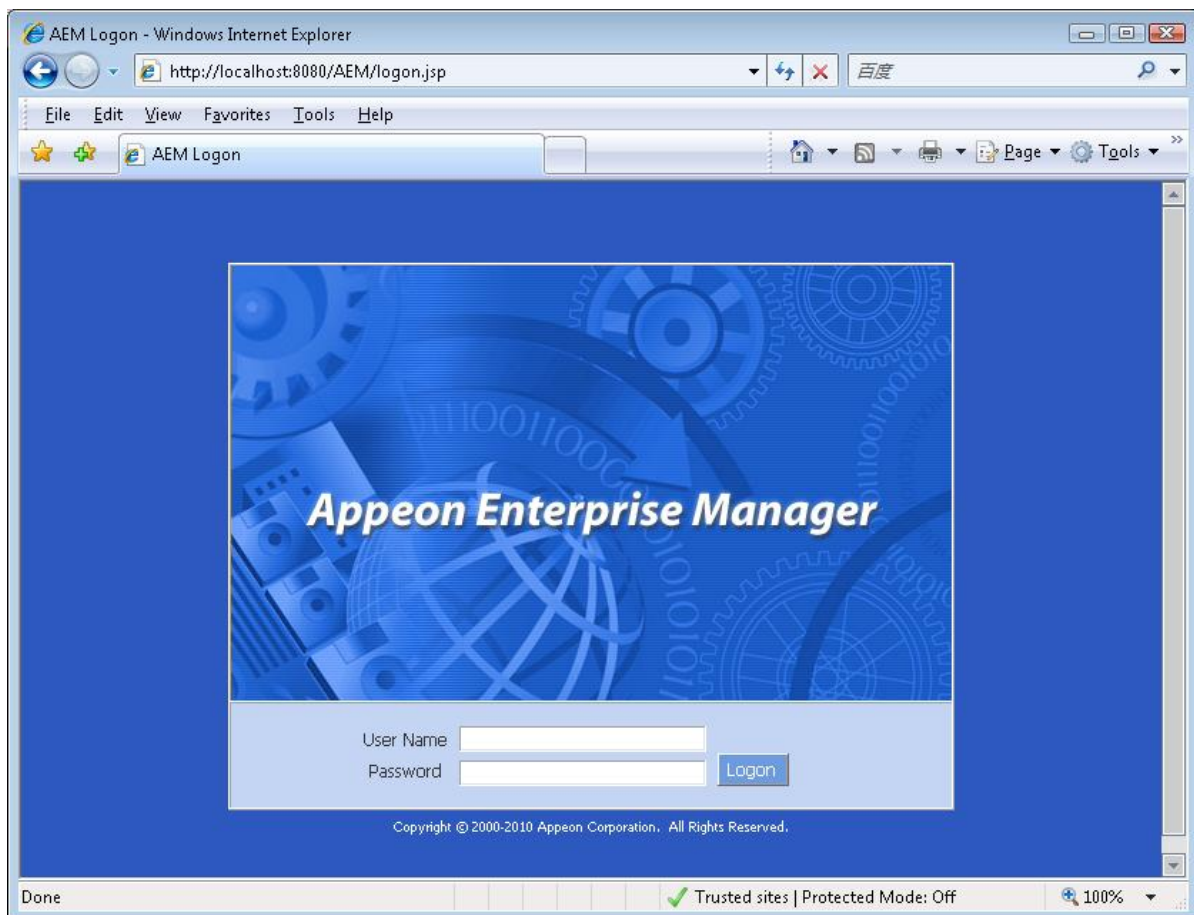 AEM Logon - Windows Internet Explorer
http://localhost:8080/AEM/logon.jsp
百度
File Edit View Favorites Tools Help
AEM Logon
Page
Tools
Appeon Enterprise Manager
User Name
Password
Logon
Copyright © 2000-2010 Appeon Corporation. All Rights Reserved.
Done
Trusted sites | Protected Mode: Off
100%